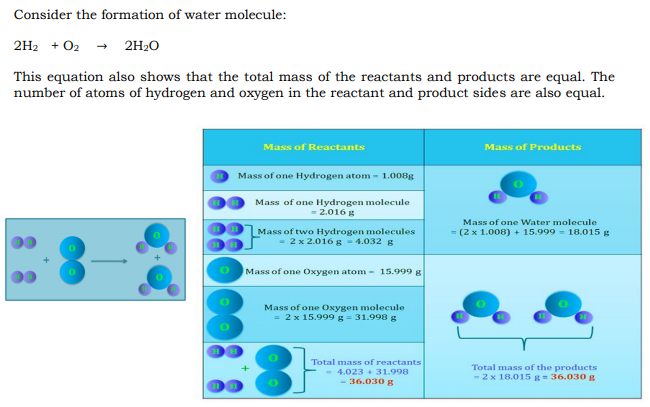 Consider the formation of water molecule:
2H₂ + O₂ → 2H₂O
This equation also shows that the total mass of the reactants and products are equal. The
number of atoms of hydrogen and oxygen in the reactant and product sides are also equal.
Mass of Reactants
Mass of Products
H
Mass of one Hydrogen atom = 1.008g
H H
Mass of one Hydrogen molecule
= 2.016 g
H H
H H
Mass of two Hydrogen molecules
= 2 x 2.016 g = 4.032 g
O
Mass of one Oxygen atom = 15.999 g
O
O
Mass of one Oxygen molecule
= 2 x 15.999 g = 31.998 g
H H
+
H H
O
O
Total mass of reactants
= 4.023 + 31.998
= 36.030 g
O
H H
Mass of one Water molecule
= (2 x 1.008) + 15.999 = 18.015 g
O O
H H H H
Total mass of the products
= 2 x 18.015 g = 36.030 g
+
O
O
→
O
+
O